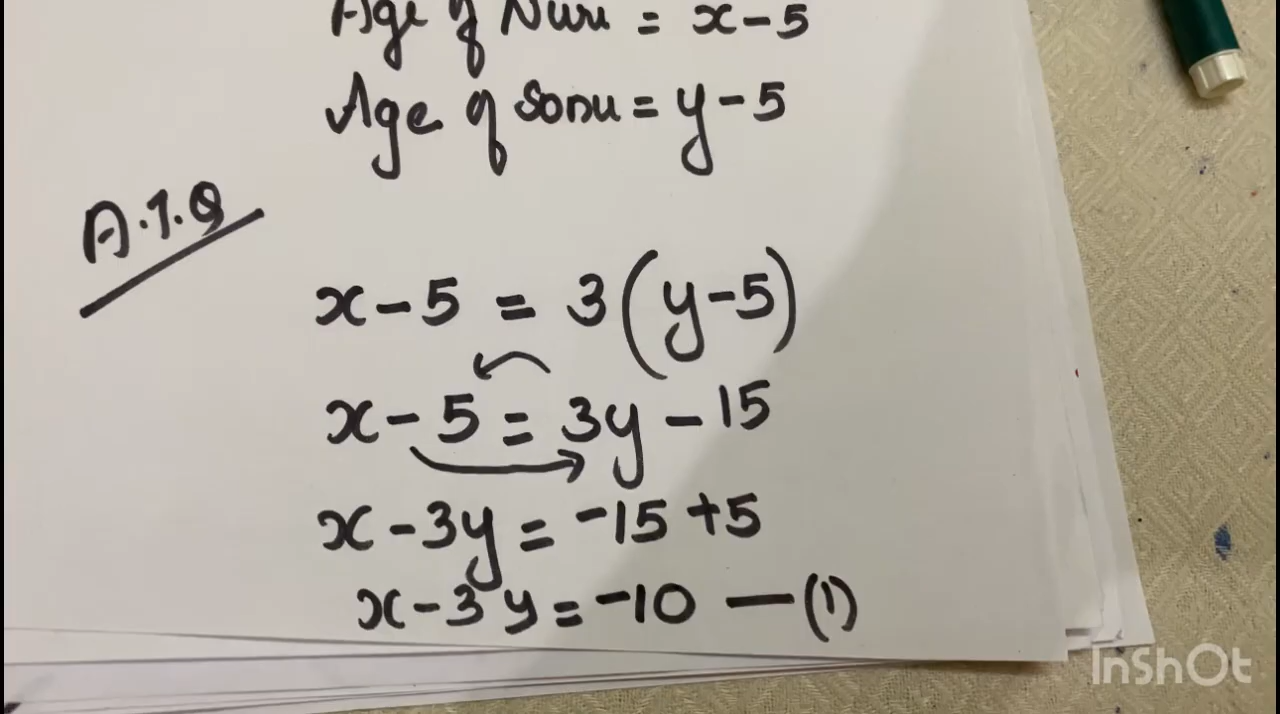 Age of Nuri = x - 5
Age of Sonu = y - 5
A.T.Q
x - 5 = 3 (y - 5)
x - 5 = 3y - 15
x - 3y = -15 + 5
x - 3y = -10 — (1)
InShOt